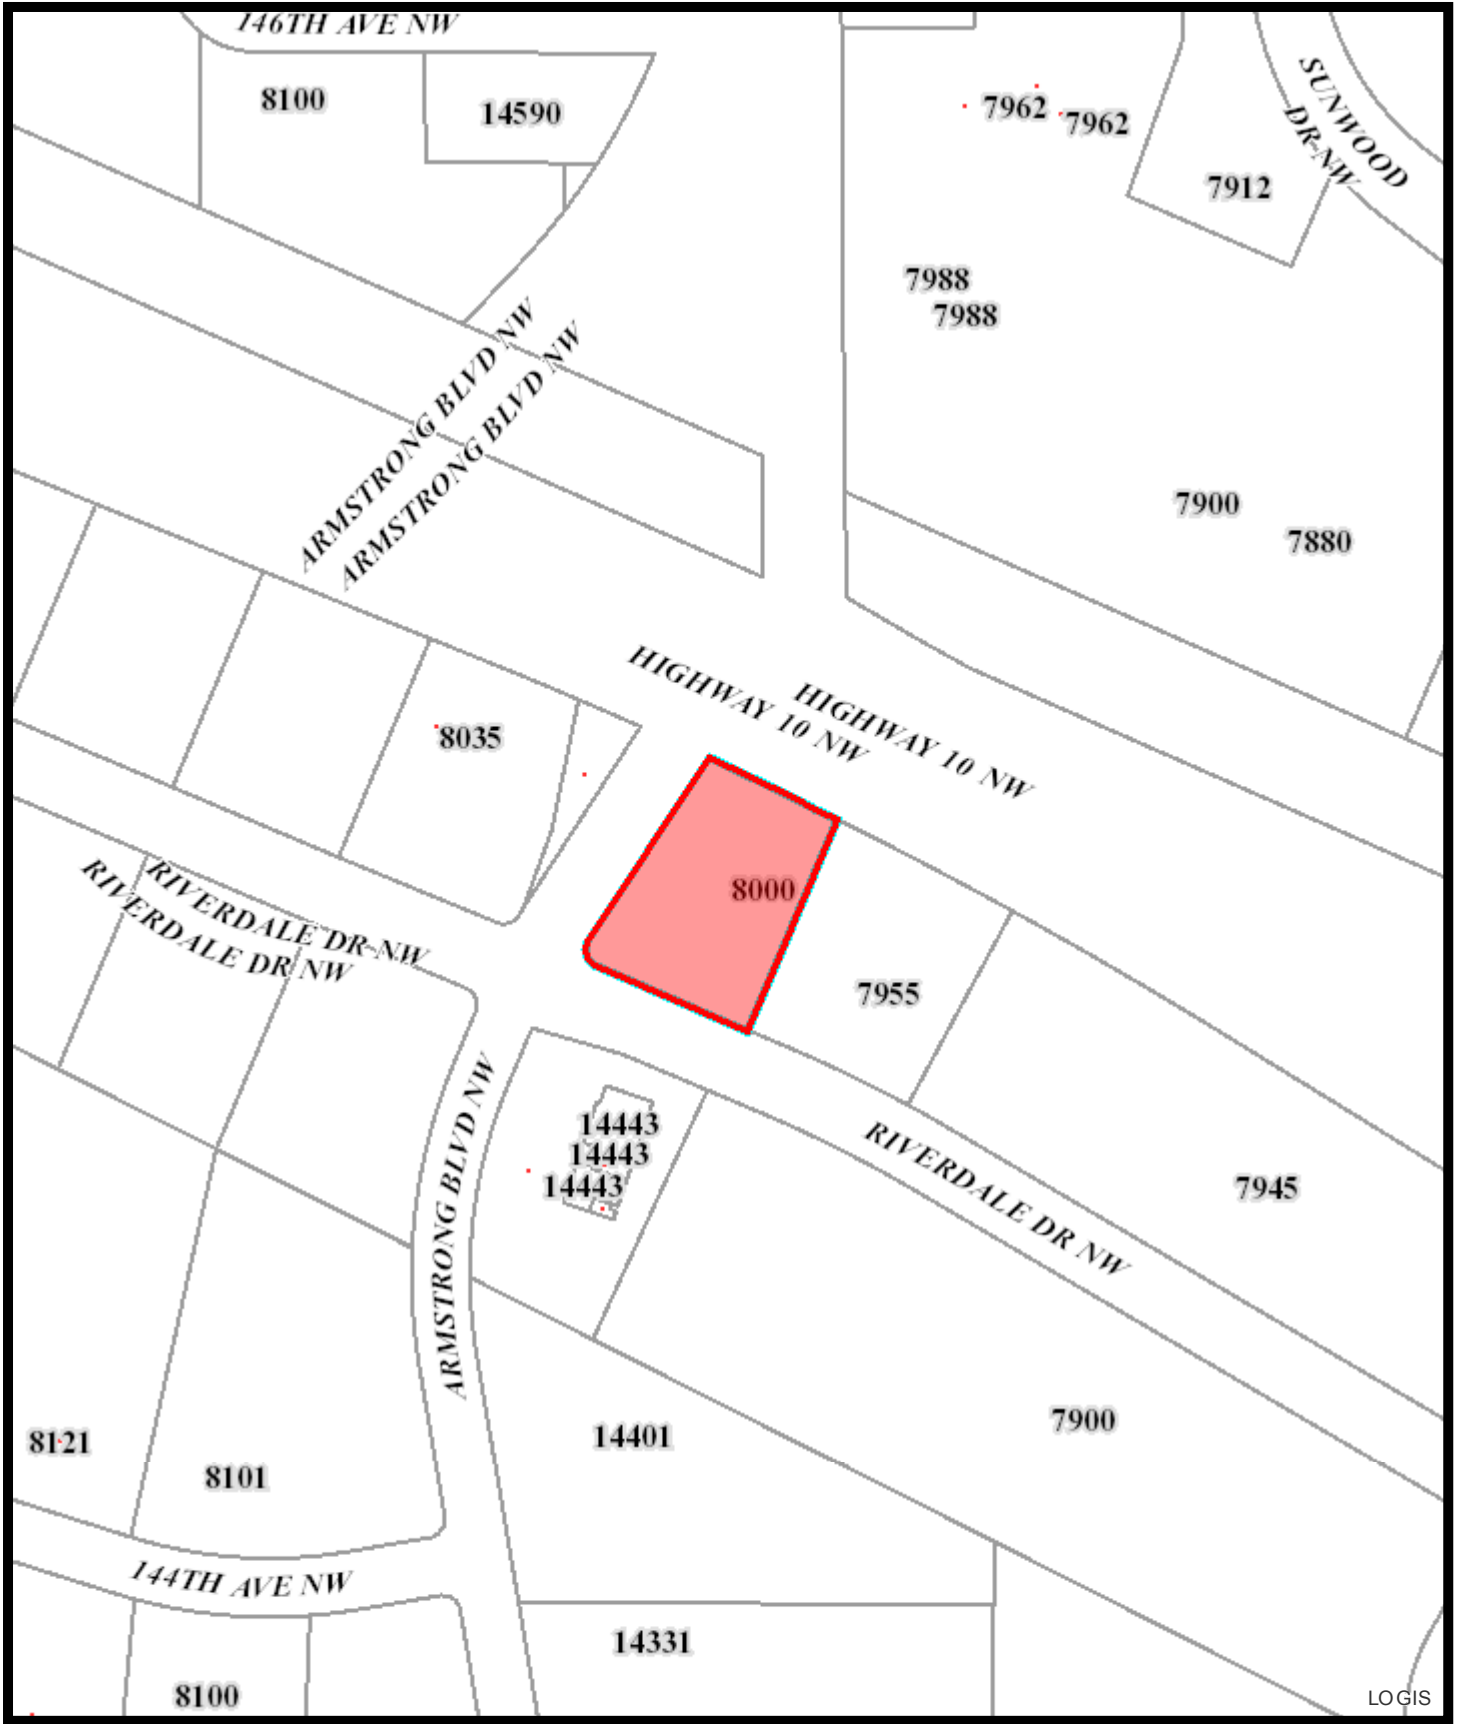 146TH AVE NW
8100
14590
7962
7962
SUNWOOD
DR NW
7912
7988
7988
ARMSTRONG BLVD NW
ARMSTRONG BLVD NW
7900
7880
HIGHWAY 10 NW
HIGHWAY 10 NW
8035
8000
RIVERDALE DR NW
RIVERDALE DR NW
7955
ARMSTRONG BLVD NW
14443
14443
14443
RIVERDALE DR NW
7945
7900
14401
8121
8101
144TH AVE NW
14331
8100
LOGIS